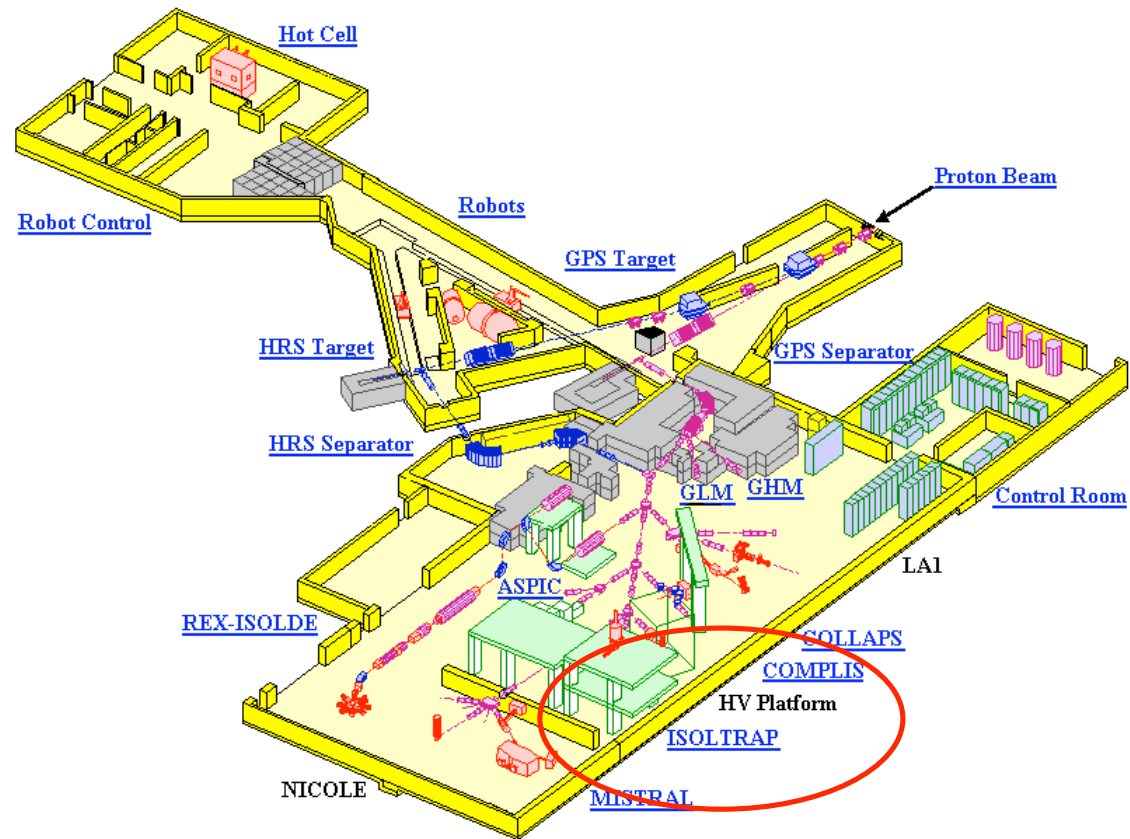 Hot Cell
Proton Beam
Robots
Robot Control
GPS Target
HRS Target
GPS Separator
HRS Separator
GLM
GHM
Control Room
LA1
ASPIC
REX-ISOLDE
COLLAPS
COMPLIS
HV Platform
ISOLTRAP
NICOLE
MISTRAL